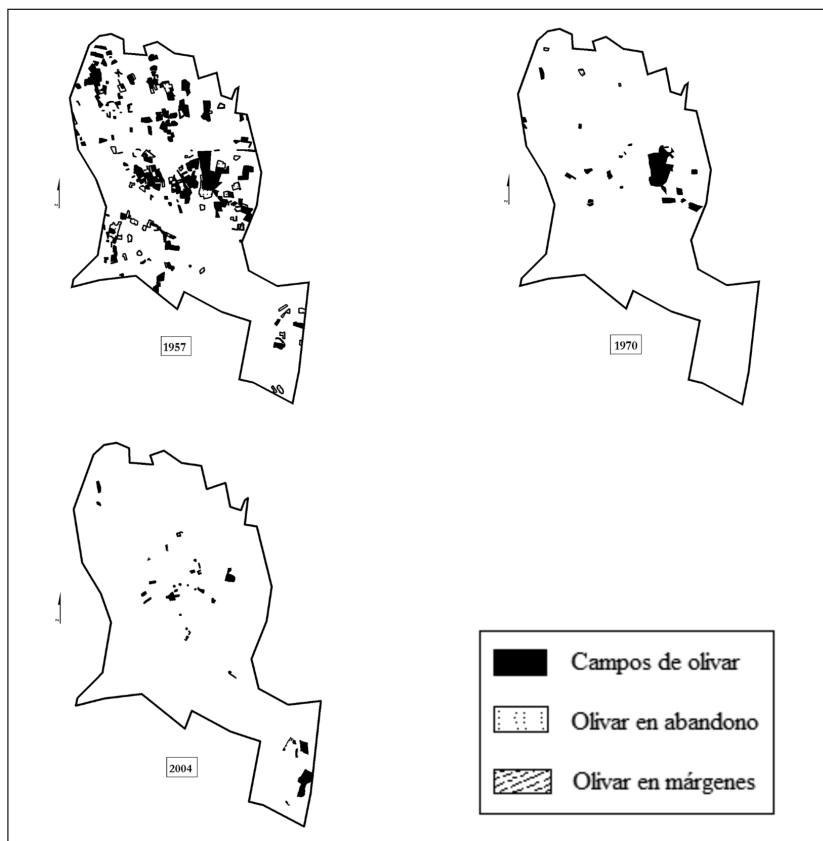 1957
1970
2004
Campos de olivar
Olivar en abandono
Olivar en márgenes